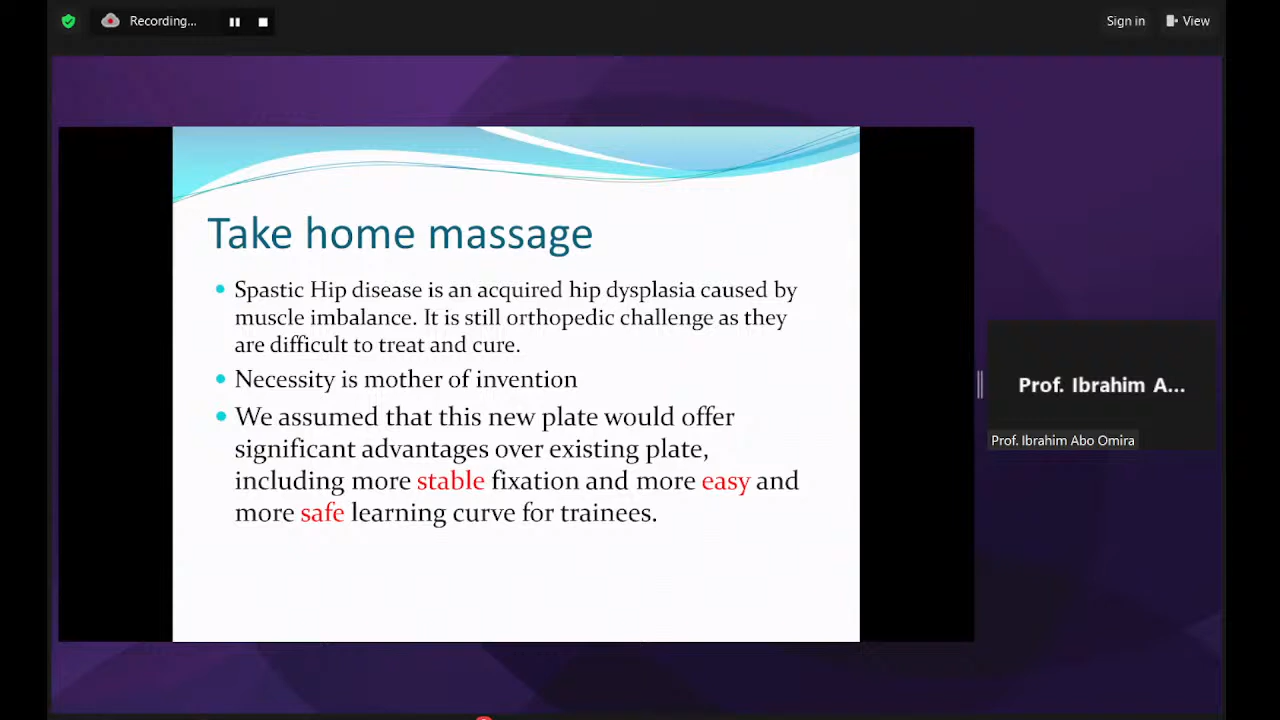 Recording...
Sign in
View
Take home massage
Spastic Hip disease is an acquired hip dysplasia caused by
muscle imbalance. It is still orthopedic challenge as they
are difficult to treat and cure.
Necessity is mother of invention
We assumed that this new plate would offer
significant advantages over existing plate,
including more stable fixation and more easy and
more safe learning curve for trainees.
Prof. Ibrahim A...
Prof. Ibrahim Abo Omira